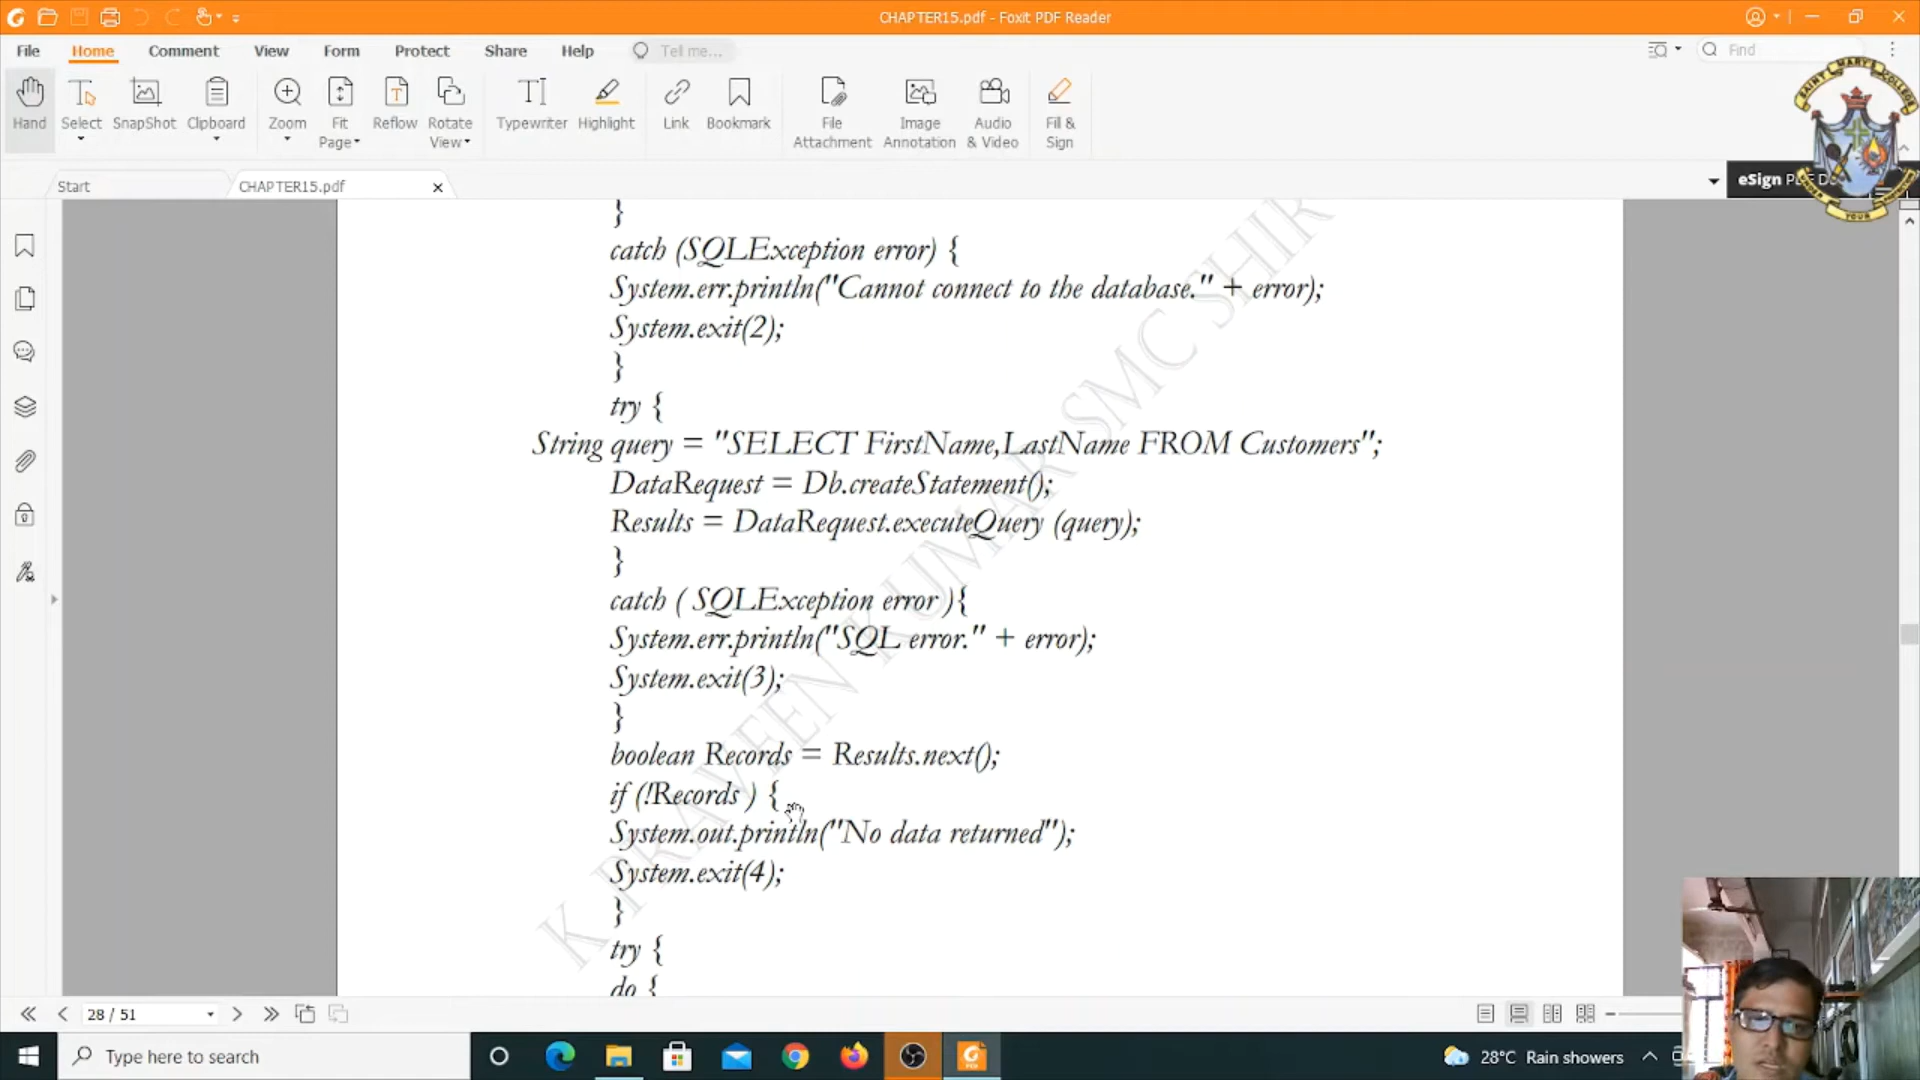 CHAPTER15.pdf - Foxit PDF Reader
File Home Comment View Form Protect Share Help Tell me... Find
Hand Select SnapShot Clipboard Zoom Fit Page Reflow Rotate View Typewriter Highlight Link Bookmark File Attachment Image Annotation Audio & Video Fill & Sign
Start CHAPTER15.pdf eSign
}
catch (SQLException error) {
System.err.println("Cannot connect to the database." + error);
System.exit(2);
}
try {
String query = "SELECT FirstName,LastName FROM Customers";
DataRequest = Db.createStatement();
Results = DataRequest.executeQuery (query);
}
catch ( SQLException error ){
System.err.println("SQL error." + error);
System.exit(3);
}
boolean Records = Results.next();
if (!Records ) {
System.out.println("No data returned");
System.exit(4);
}
try {
do {
K PRAVEEN KUMAR SMC SHIR
28 / 51
Type here to search
28°C Rain showers